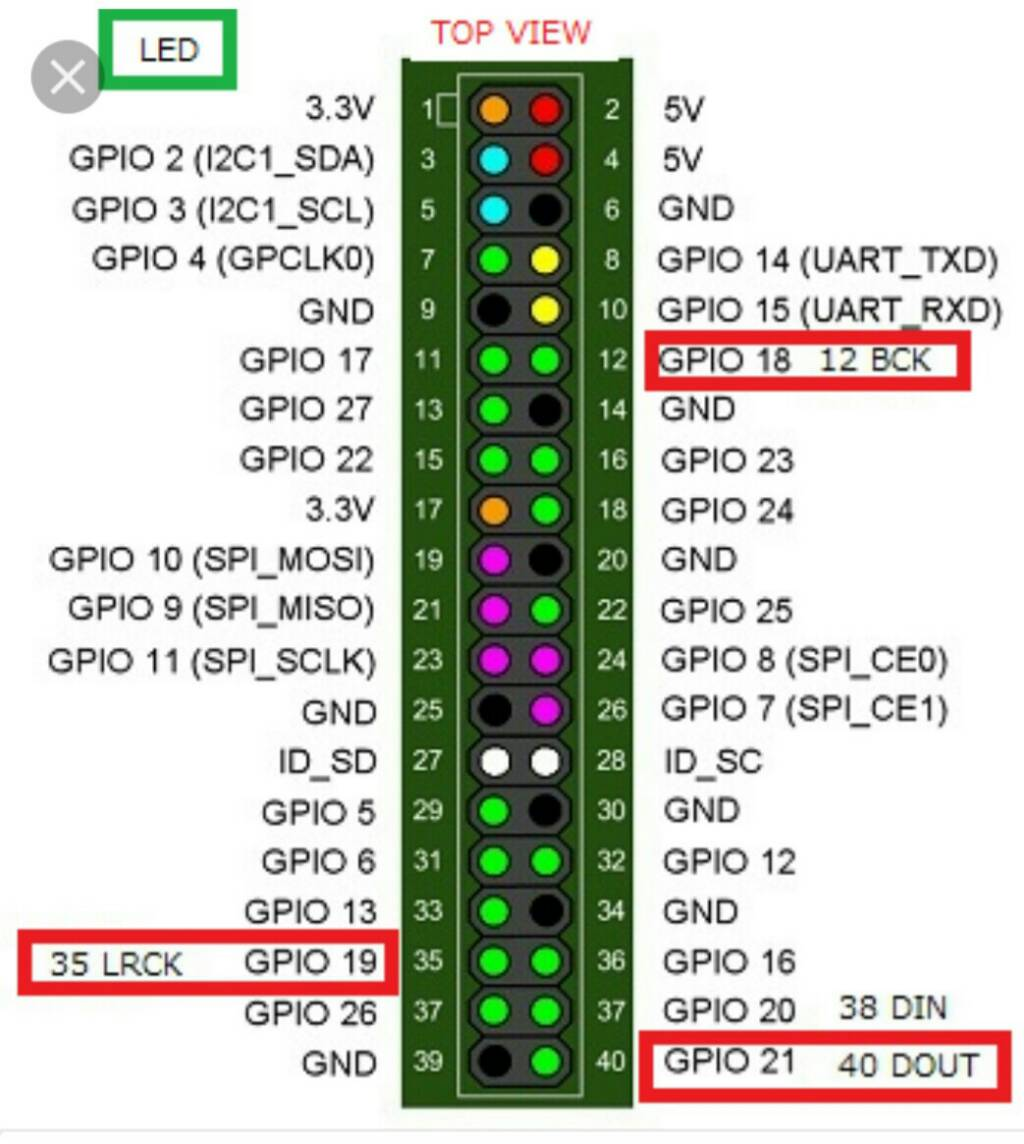 LED
TOP VIEW
3.3V 1 2 5V
GPIO 2 (I2C1_SDA) 3 4 5V
GPIO 3 (I2C1_SCL) 5 6 GND
GPIO 4 (GPCLK0) 7 8 GPIO 14 (UART_TXD)
GND 9 10 GPIO 15 (UART_RXD)
GPIO 17 11 12 GPIO 18 12 BCK
GPIO 27 13 14 GND
GPIO 22 15 16 GPIO 23
3.3V 17 18 GPIO 24
GPIO 10 (SPI_MOSI) 19 20 GND
GPIO 9 (SPI_MISO) 21 22 GPIO 25
GPIO 11 (SPI_SCLK) 23 24 GPIO 8 (SPI_CE0)
GND 25 26 GPIO 7 (SPI_CE1)
ID_SD 27 28 ID_SC
GPIO 5 29 30 GND
GPIO 6 31 32 GPIO 12
GPIO 13 33 34 GND
35 LRCK GPIO 19 35 36 GPIO 16
GPIO 26 37 37 GPIO 20 38 DIN
GND 39 40 GPIO 21 40 DOUT